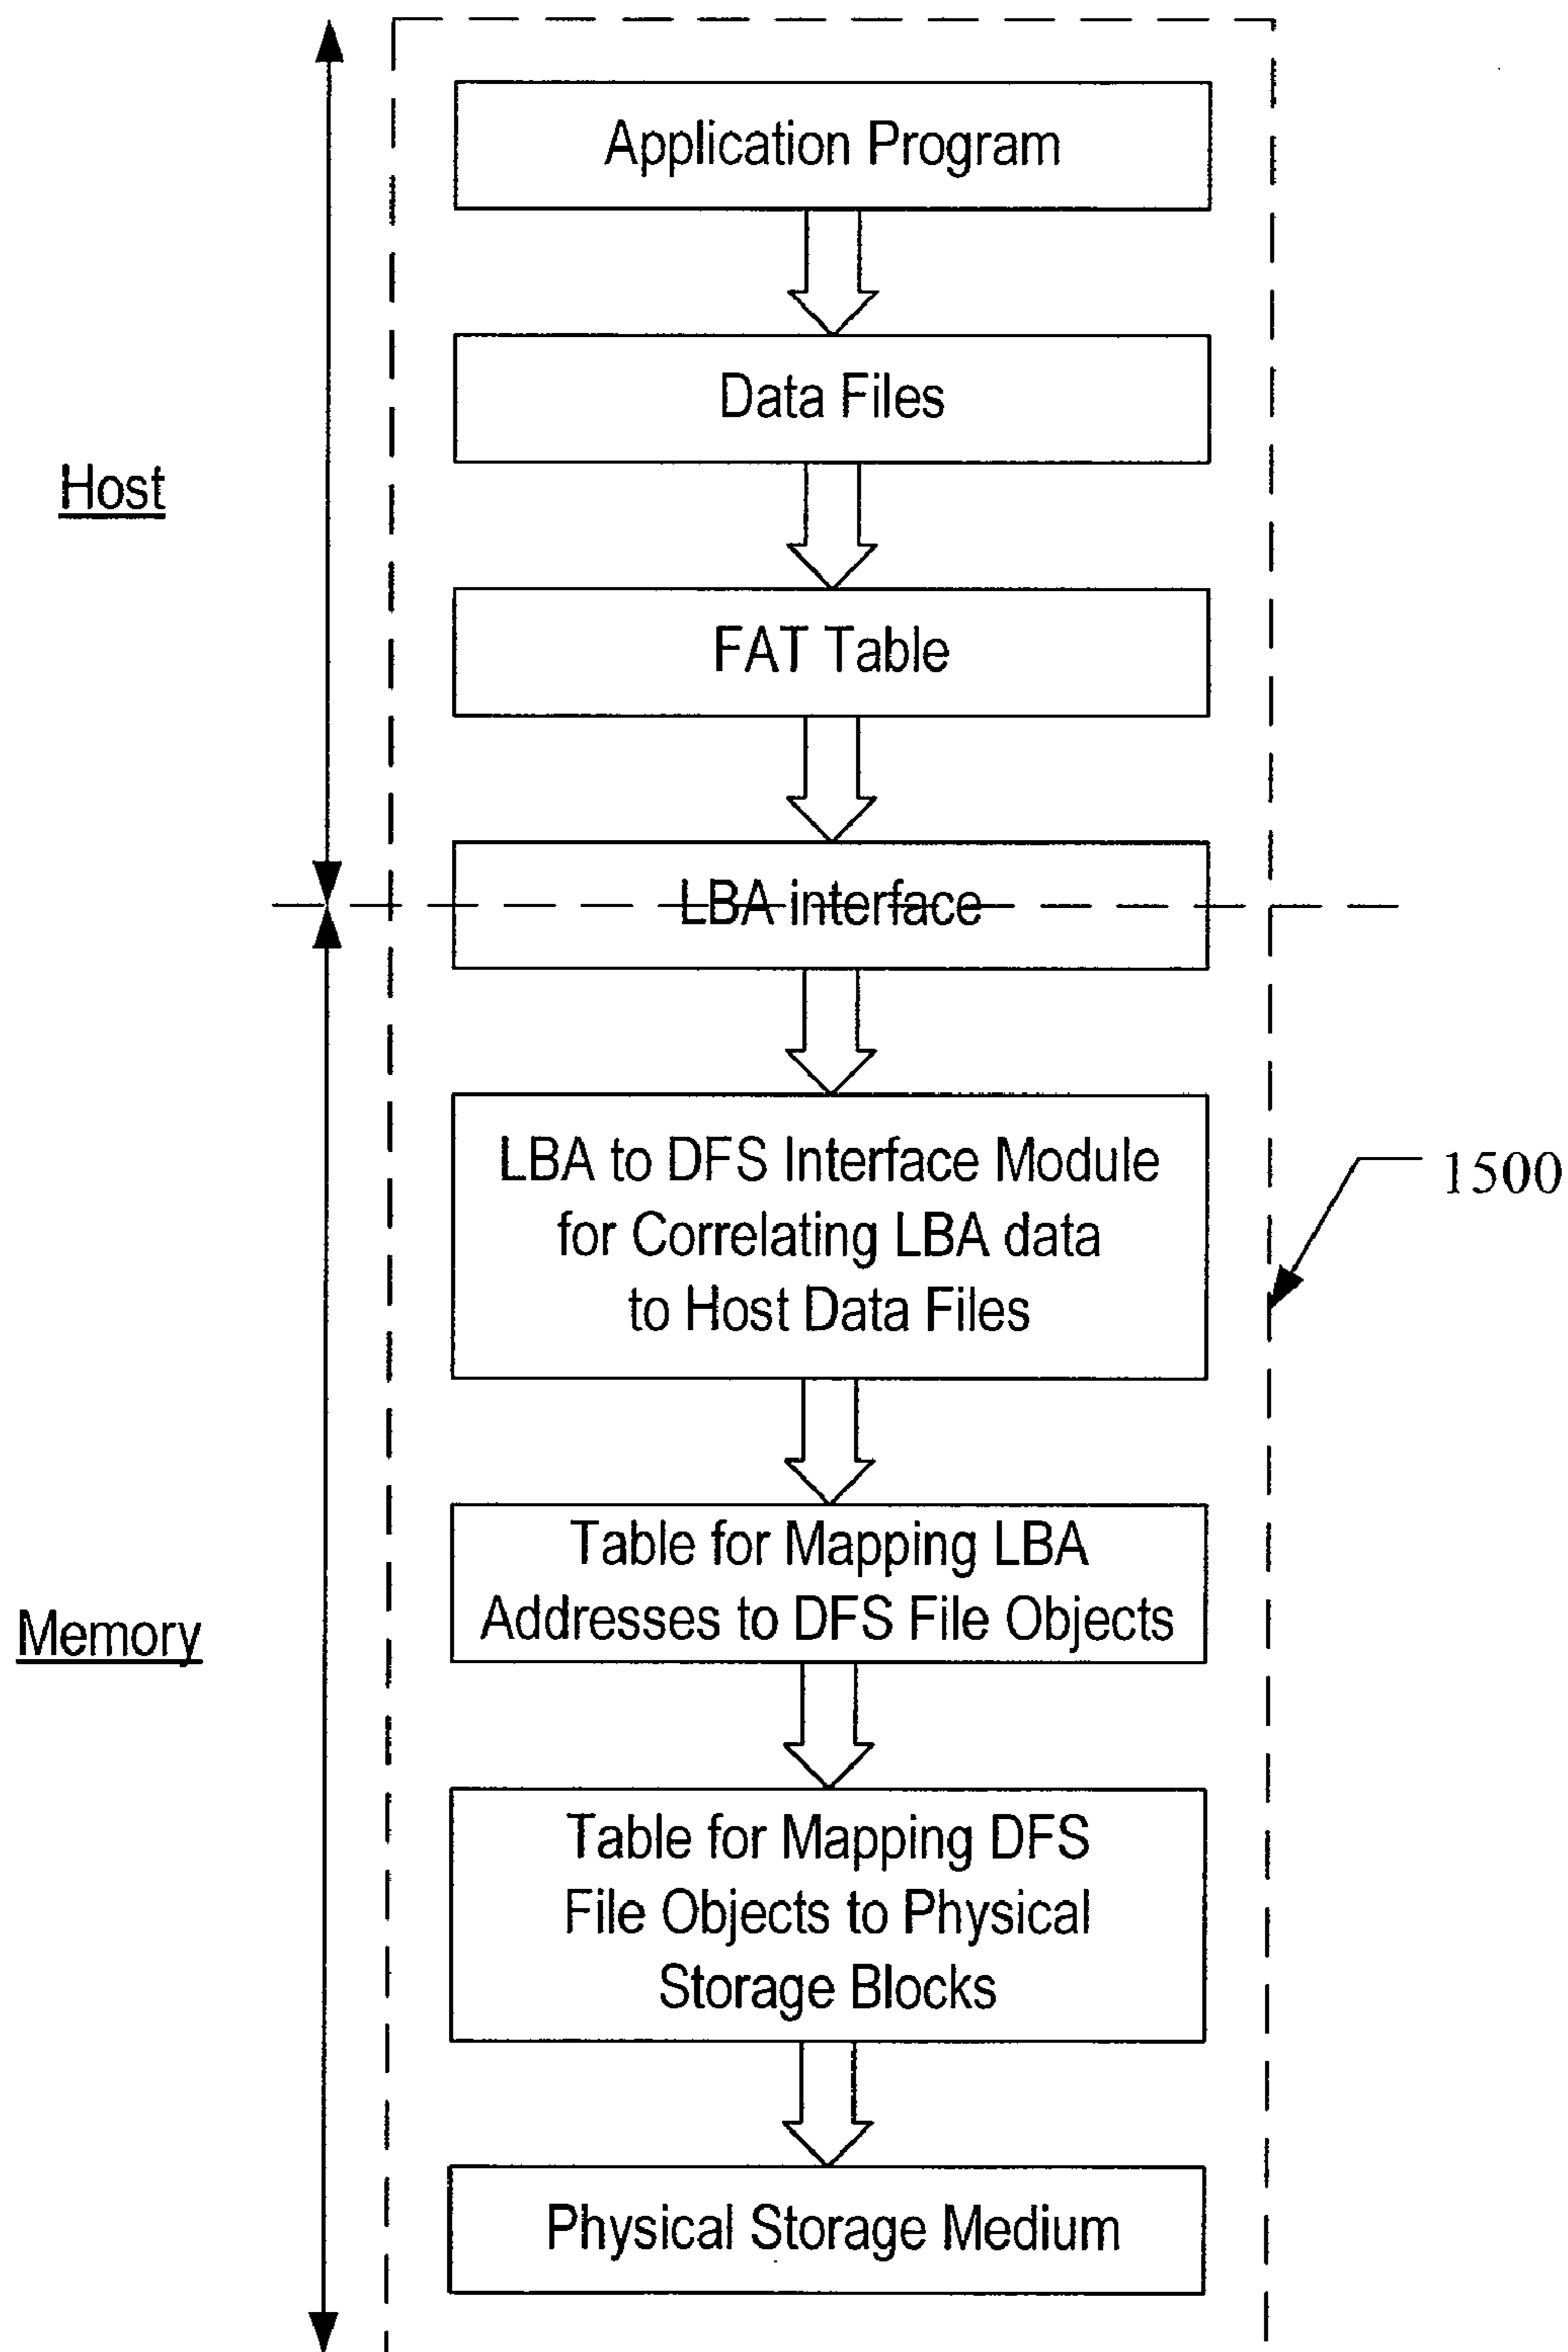 Application Program
Data Files
Host
FAT Table
LBA interface
LBA to DFS Interface Module
for Correlating LBA data
to Host Data Files
1500
Table for Mapping LBA
Addresses to DFS File Objects
Memory
Table for Mapping DFS
File Objects to Physical
Storage Blocks
Physical Storage Medium